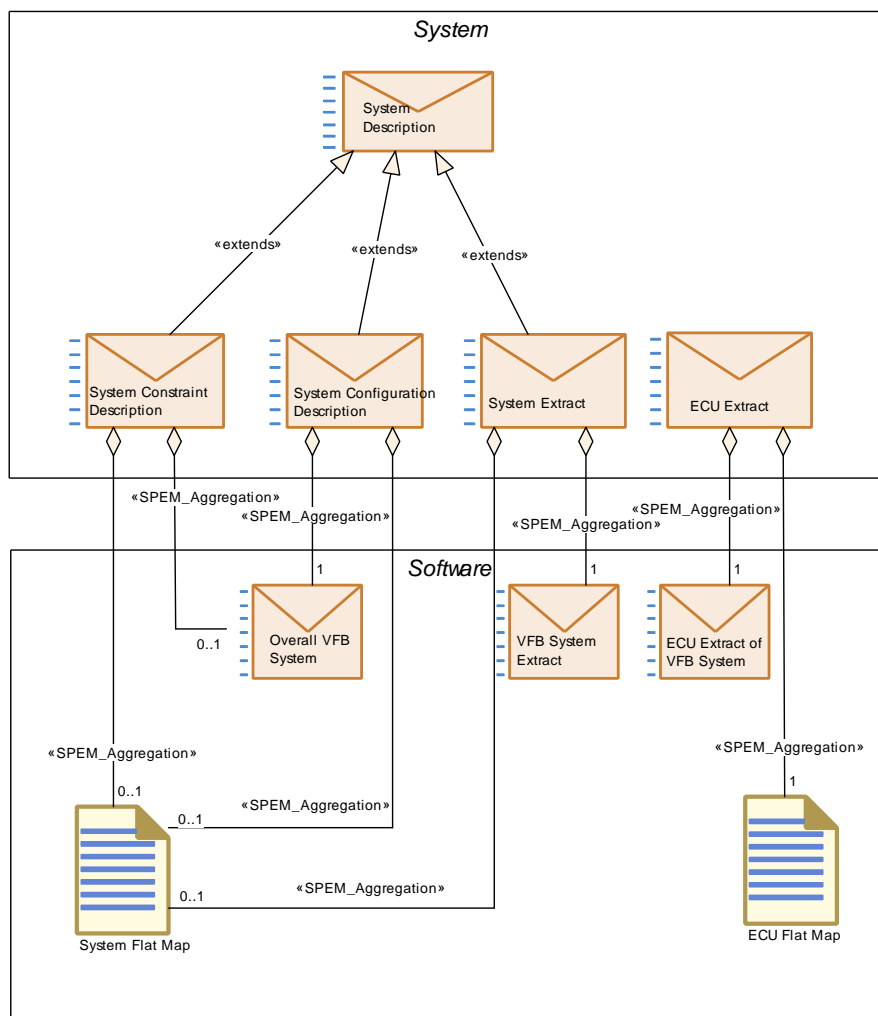 System
System
Description
«extends»
«extends»
«extends»
System Constraint
Description
System Configuration
Description
System Extract
ECU Extract
«SPEM_Aggregation»
«SPEM_Aggregation»
«SPEM_Aggregation»
«SPEM_Aggregation»
Software
1
1
1
Overall VFB
System
VFB System
Extract
ECU Extract of
VFB System
0..1
«SPEM_Aggregation»
«SPEM_Aggregation»
0..1
«SPEM_Aggregation»
1
0..1
«SPEM_Aggregation»
0..1
System Flat Map
ECU Flat Map